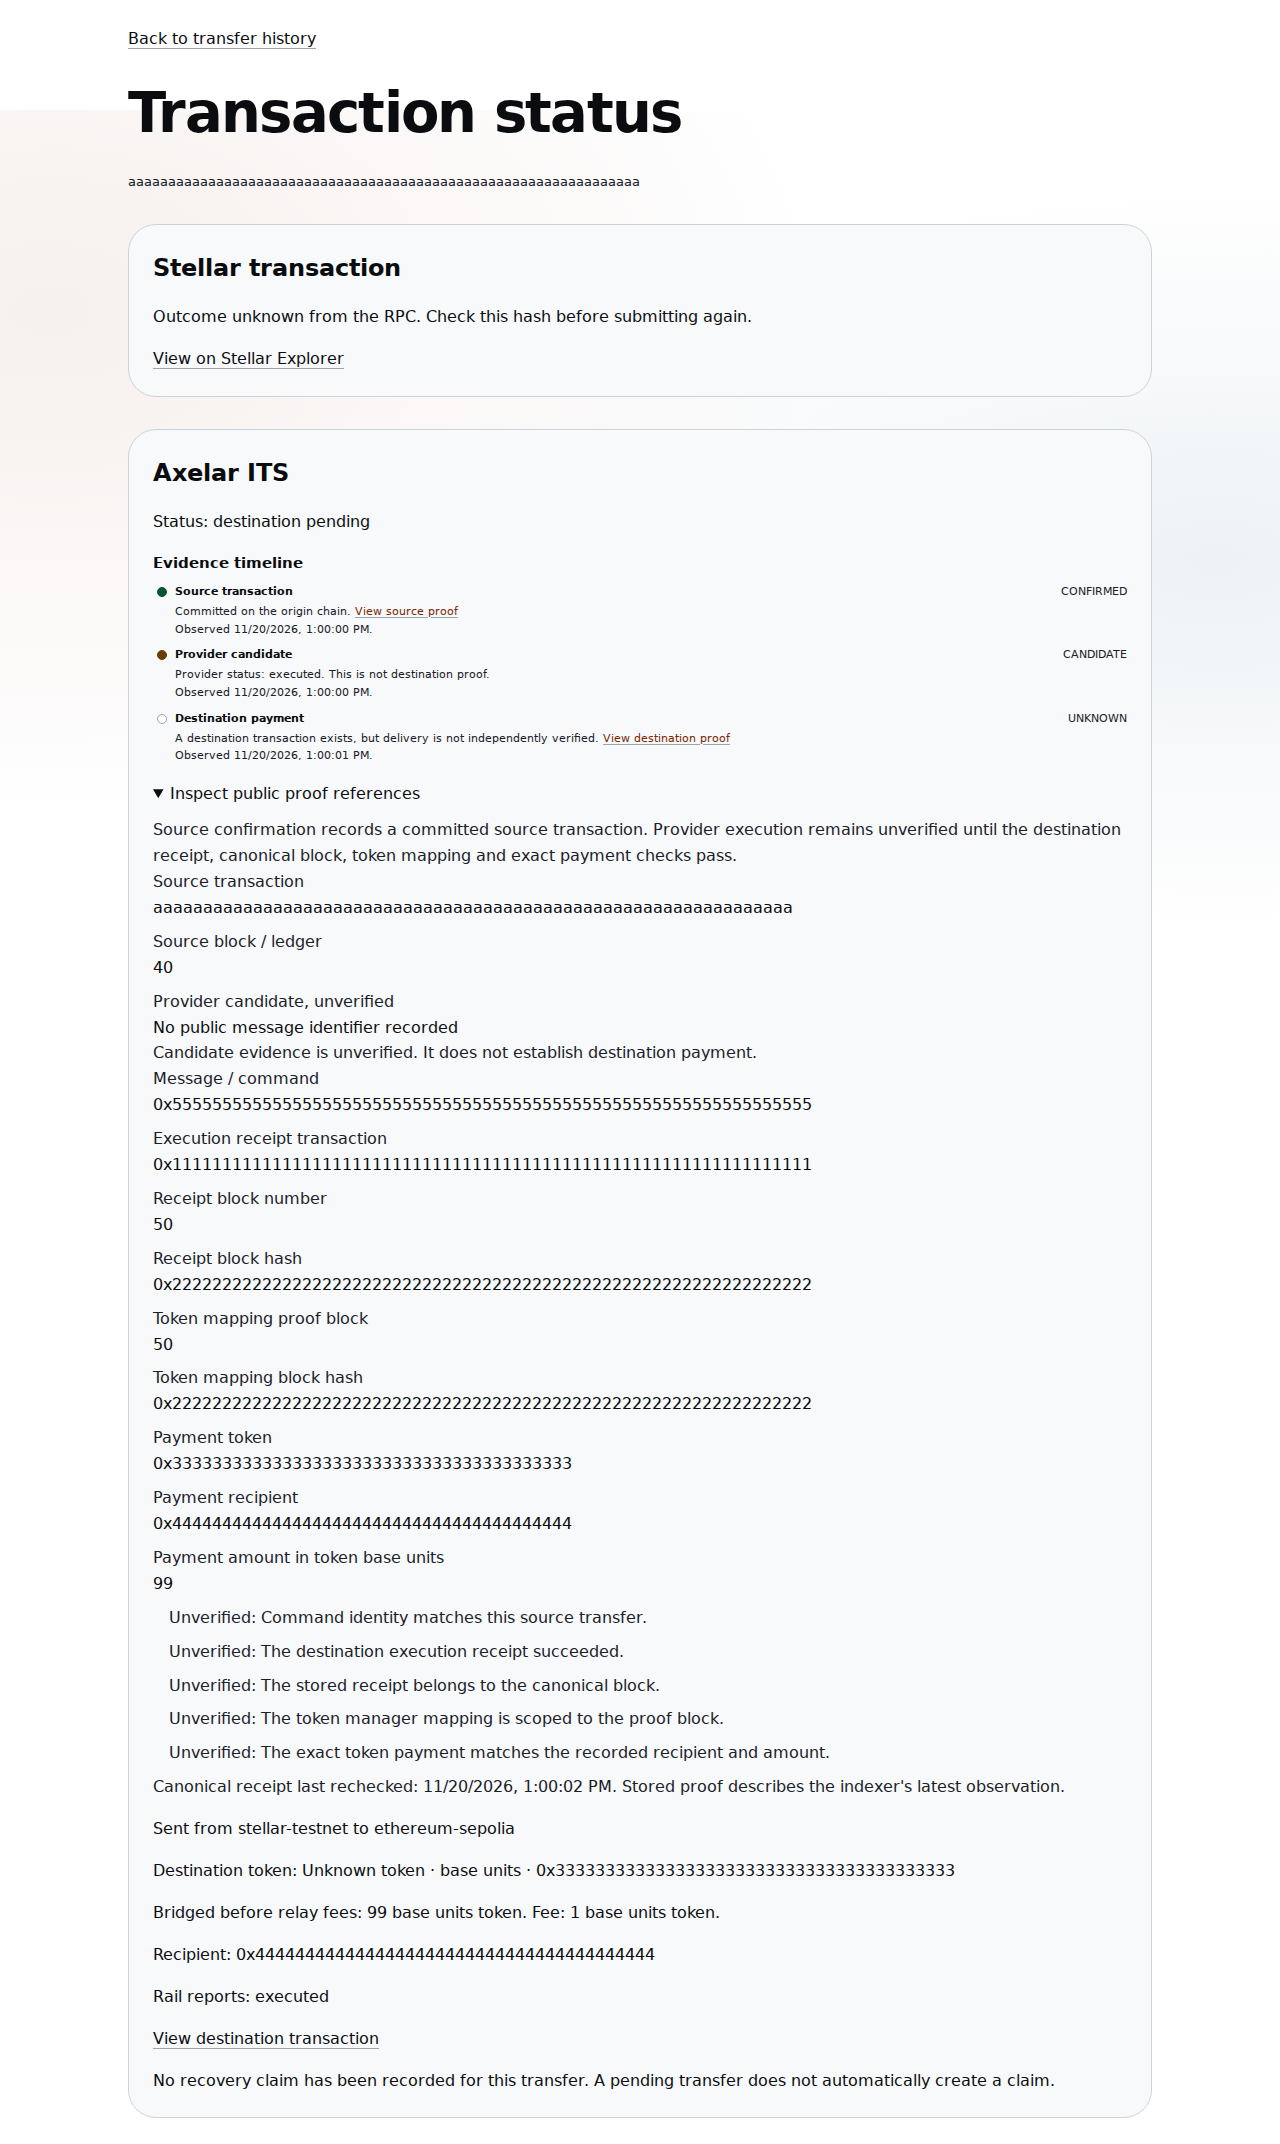 Back to transfer history
Transaction status
aaaaaaaaaaaaaaaaaaaaaaaaaaaaaaaaaaaaaaaaaaaaaaaaaaaaaaaaaaaaaaaa
Stellar transaction
Outcome unknown from the RPC. Check this hash before submitting again.
View on Stellar Explorer
Axelar ITS
Status: destination pending
Evidence timeline
Source transaction CONFIRMED
Committed on the origin chain. View source proof
Observed 11/20/2026, 1:00:00 PM.
Provider candidate CANDIDATE
Provider status: executed. This is not destination proof.
Observed 11/20/2026, 1:00:00 PM.
Destination payment UNKNOWN
A destination transaction exists, but delivery is not independently verified. View destination proof
Observed 11/20/2026, 1:00:01 PM.
Inspect public proof references
Source confirmation records a committed source transaction. Provider execution remains unverified until the destination
receipt, canonical block, token mapping and exact payment checks pass.
Source transaction
aaaaaaaaaaaaaaaaaaaaaaaaaaaaaaaaaaaaaaaaaaaaaaaaaaaaaaaaaaaaaaaa
Source block / ledger
40
Provider candidate, unverified
No public message identifier recorded
Candidate evidence is unverified. It does not establish destination payment.
Message / command
0x5555555555555555555555555555555555555555555555555555555555555555
Execution receipt transaction
0x1111111111111111111111111111111111111111111111111111111111111111
Receipt block number
50
Receipt block hash
0x2222222222222222222222222222222222222222222222222222222222222222
Token mapping proof block
50
Token mapping block hash
0x2222222222222222222222222222222222222222222222222222222222222222
Payment token
0x3333333333333333333333333333333333333333
Payment recipient
0x4444444444444444444444444444444444444444
Payment amount in token base units
99
Unverified: Command identity matches this source transfer.
Unverified: The destination execution receipt succeeded.
Unverified: The stored receipt belongs to the canonical block.
Unverified: The token manager mapping is scoped to the proof block.
Unverified: The exact token payment matches the recorded recipient and amount.
Canonical receipt last rechecked: 11/20/2026, 1:00:02 PM. Stored proof describes the indexer's latest observation.
Sent from stellar-testnet to ethereum-sepolia
Destination token: Unknown token · base units · 0x3333333333333333333333333333333333333333
Bridged before relay fees: 99 base units token. Fee: 1 base units token.
Recipient: 0x4444444444444444444444444444444444444444
Rail reports: executed
View destination transaction
No recovery claim has been recorded for this transfer. A pending transfer does not automatically create a claim.